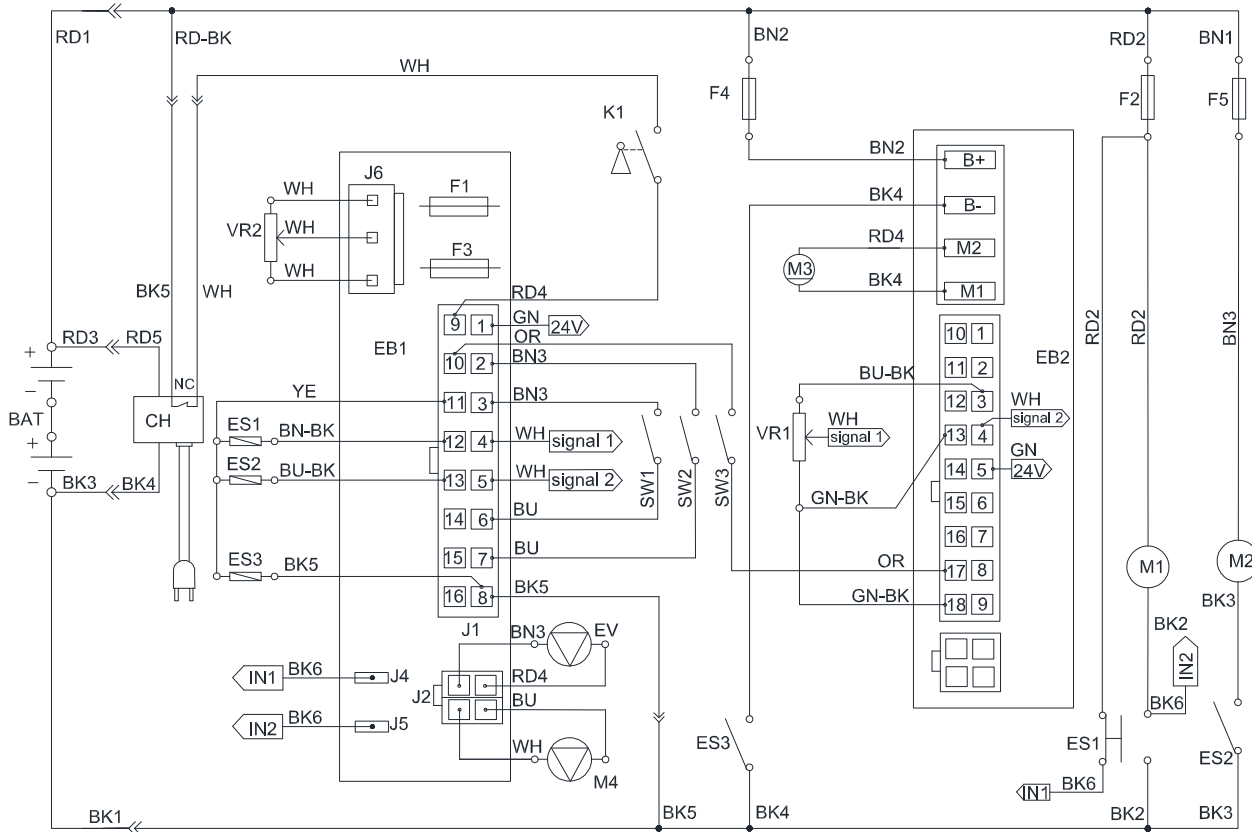 RD1
RD-BK
BN2
RD2
BN1
WH
K1
F4
F2
F5
BN2
B+
J6
F1
WH
BK4
B-
VR2
WH
RD4
M2
F3
M3
WH
BK4
M1
BK5
WH
RD4
9 1
GN
24V
OR
10 1
RD3
RD5
EB1
10 2
BN3
EB2
RD2
RD2
BN3
+
NC
11 2
BU-BK
-
YE
11 3
BN3
12 3
WH
signal 2
BAT
CH
ES1
BN-BK
12 4
WH
signal 1
VR1
WH
signal 1
13 4
+
ES2
BU-BK
GN
-
BK3
BK4
13 5
WH
signal 2
14 5
24V
SW1
SW2
SW3
GN-BK
14 6
BU
15 6
15 7
BU
16 7
ES3
BK5
OR
17 8
M1
M2
16 8
BK5
GN-BK
18 9
BK3
J1
BN3
EV
BK2
IN1
BK6
J4
RD4
IN2
J2
BU
BK6
IN2
BK6
J5
ES3
ES1
ES2
WH
M4
IN1
BK6
BK1
BK5
BK4
BK2
BK3